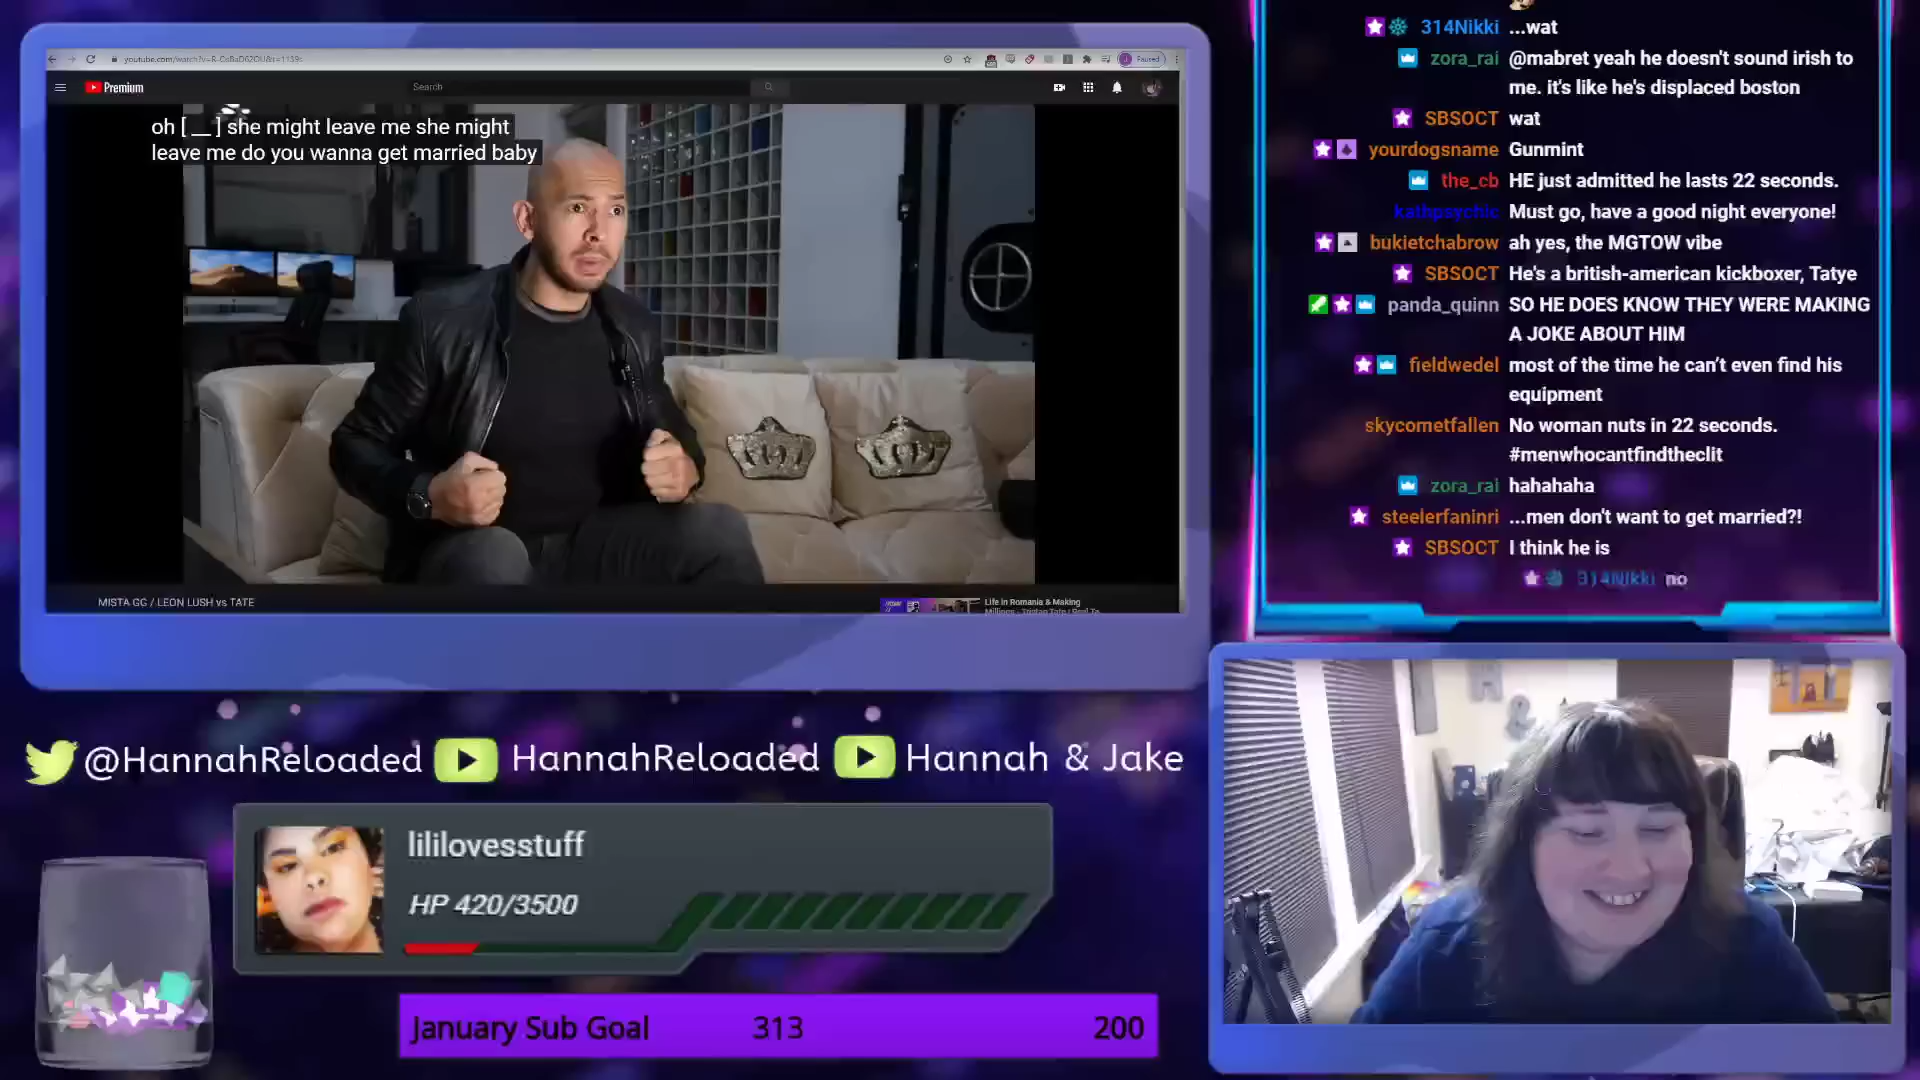 youtube.com/watch?v=
Paused
Premium
Search
oh [ __ ] she might leave me she might
leave me do you wanna get married baby
MISTA GG / LEON LUSH vs TATE
Life in Romania & Making
314Nikki ...wat
zora_rai @mabret yeah he doesn't sound irish to
me. it's like he's displaced boston
SBSOCT wat
yourdogsname Gunmint
the_cb HE just admitted he lasts 22 seconds.
kathpsychic Must go, have a good night everyone!
bukietchabrow ah yes, the MGTOW vibe
SBSOCT He's a british-american kickboxer, Tatye
panda_quinn SO HE DOES KNOW THEY WERE MAKING
A JOKE ABOUT HIM
fieldwedel most of the time he can't even find his
equipment
skycometfallen No woman nuts in 22 seconds.
#menwhocantfindtheclit
zora_rai hahahaha
steelerfaninri ...men don't want to get married?!
SBSOCT I think he is
314Nikki no
@HannahReloaded HannahReloaded Hannah & Jake
lililovesstuff
HP 420/3500
January Sub Goal 313 200